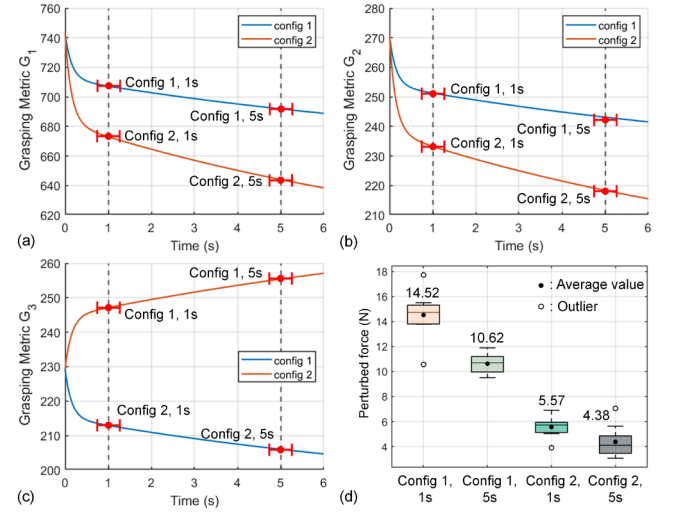 760
740
720
700
680
660
640
620
Grasping Metric G1
0 1 2 3 4 5 6
Time (s)
config 1
config 2
Config 1, 1s
Config 1, 5s
Config 2, 1s
Config 2, 5s
(a)
280
270
260
250
240
230
220
210
Grasping Metric G2
0 1 2 3 4 5 6
Time (s)
config 1
config 2
Config 1, 1s
Config 1, 5s
Config 2, 1s
Config 2, 5s
(b)
260
250
240
230
220
210
200
Grasping Metric G3
0 1 2 3 4 5 6
Time (s)
Config 1, 5s
Config 1, 1s
config 1
config 2
Config 2, 1s
Config 2, 5s
(c)
18
16
14
12
10
8
6
4
Perturbed force (N)
: Average value
: Outlier
14.52
10.62
5.57
4.38
Config 1, Config 1, Config 2, Config 2,
1s 5s 1s 5s
(d)